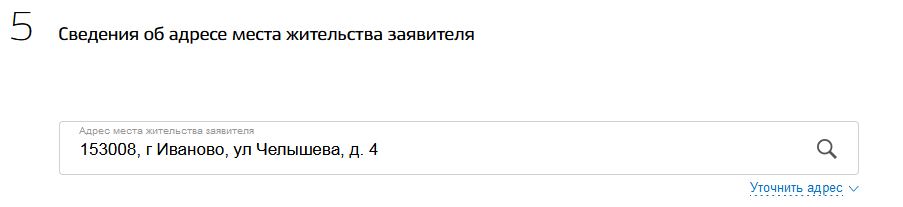 5
Сведения об адресе места жительства заявителя
Адрес места жительства заявителя
153008, г Иваново, ул Челышева, д. 4
Уточнить адрес